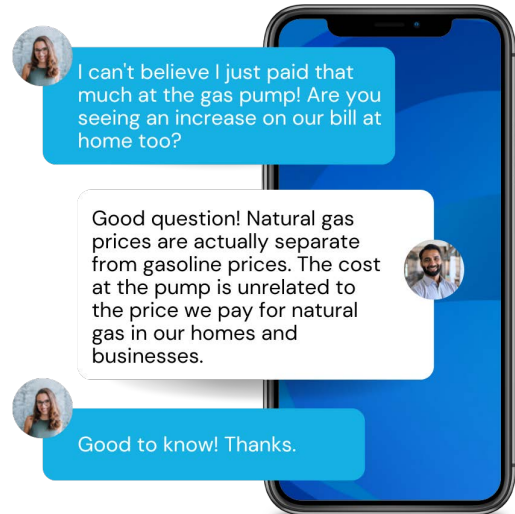 I can't believe I just paid that
much at the gas pump! Are you
seeing an increase on our bill at
home too?
Good question! Natural gas
prices are actually separate
from gasoline prices. The cost
at the pump is unrelated to
the price we pay for natural
gas in our homes and
businesses.
Good to know! Thanks.